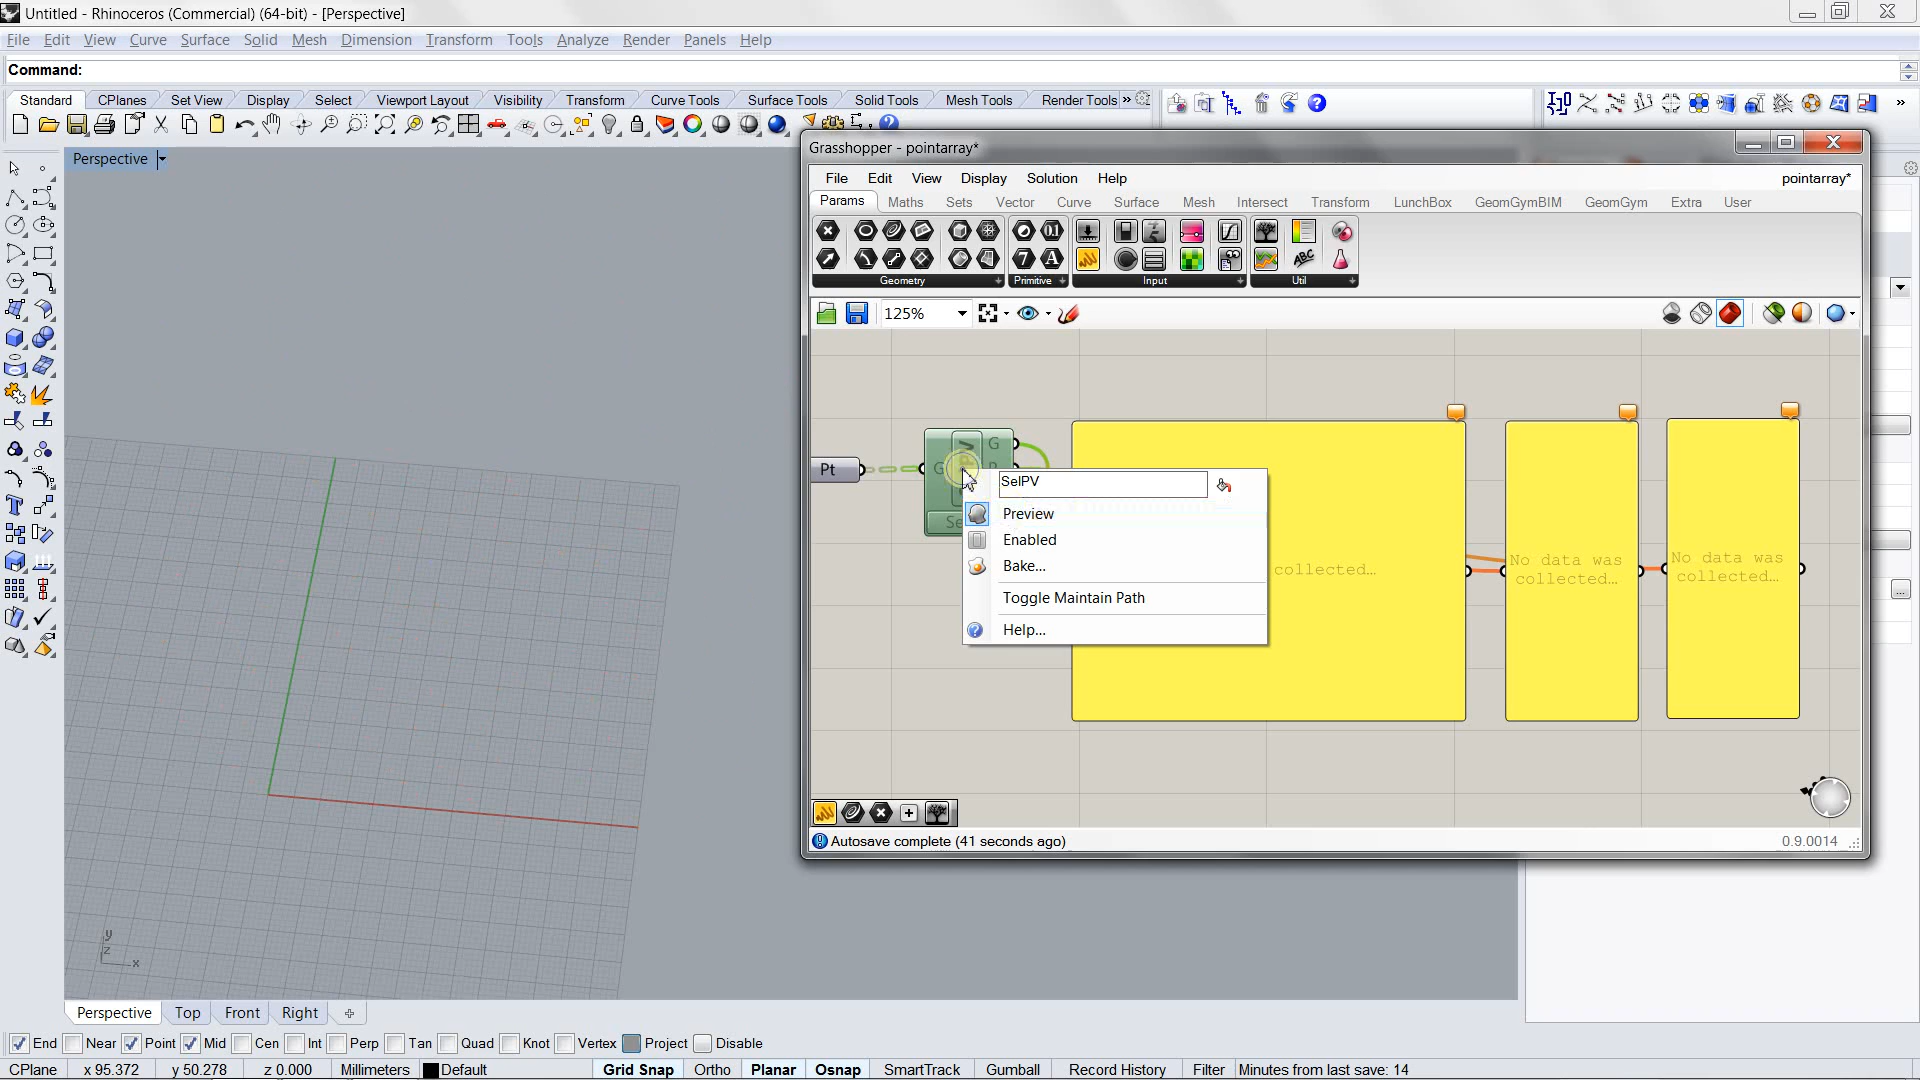 Untitled - Rhinoceros (Commercial) (64-bit) - [Perspective]
File Edit View Curve Surface Solid Mesh Dimension Transform Tools Analyze Render Panels Help
Command:
Standard CPlanes Set View Display Select Viewport Layout Visibility Transform Curve Tools Surface Tools Solid Tools Mesh Tools Render Tools »
Perspective
Grasshopper - pointarray*
File Edit View Display Solution Help pointarray*
Params Maths Sets Vector Curve Surface Mesh Intersect Transform LunchBox GeomGymBIM GeomGym Extra User
Geometry Primitive Input Util
125%
Pt
G
G
SelPV
Preview
Enabled
Bake...
Toggle Maintain Path
Help...
collected...
No data was
collected...
No data was
collected...
Autosave complete (41 seconds ago) 0.9.0014
y
z
x
Perspective Top Front Right
End Near Point Mid Cen Int Perp Tan Quad Knot Vertex Project Disable
CPlane x 95.372 y 50.278 z 0.000 Millimeters Default Grid Snap Ortho Planar Osnap SmartTrack Gumball Record History Filter Minutes from last save: 14